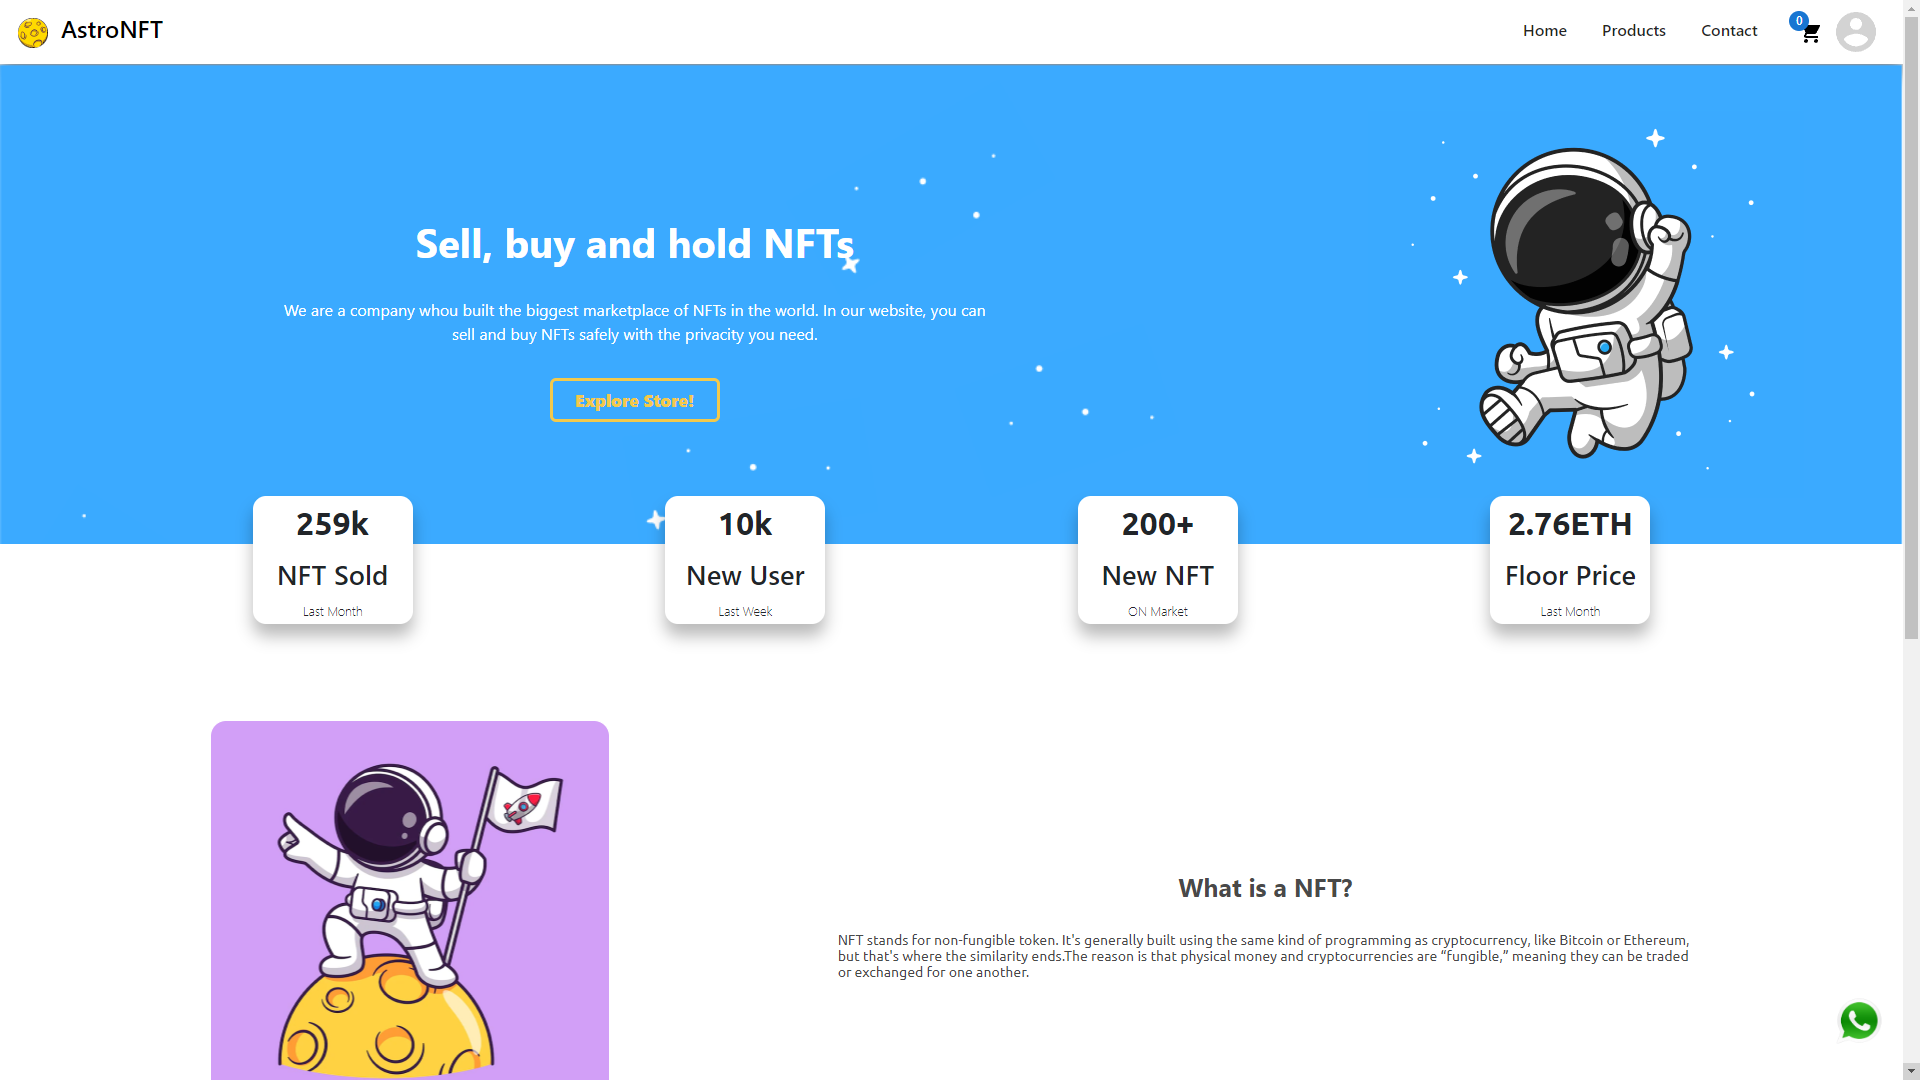 AstroNFT
Home
Products
Contact
0
Sell, buy and hold NFTs
We are a company whou built the biggest marketplace of NFTs in the world. In our website, you can
sell and buy NFTs safely with the privacity you need.
Explore Store!
259k
NFT Sold
Last Month
10k
New User
Last Week
200+
New NFT
ON Market
2.76ETH
Floor Price
Last Month
What is a NFT?
NFT stands for non-fungible token. It's generally built using the same kind of programming as cryptocurrency, like Bitcoin or Ethereum,
but that's where the similarity ends.The reason is that physical money and cryptocurrencies are “fungible,” meaning they can be traded
or exchanged for one another.